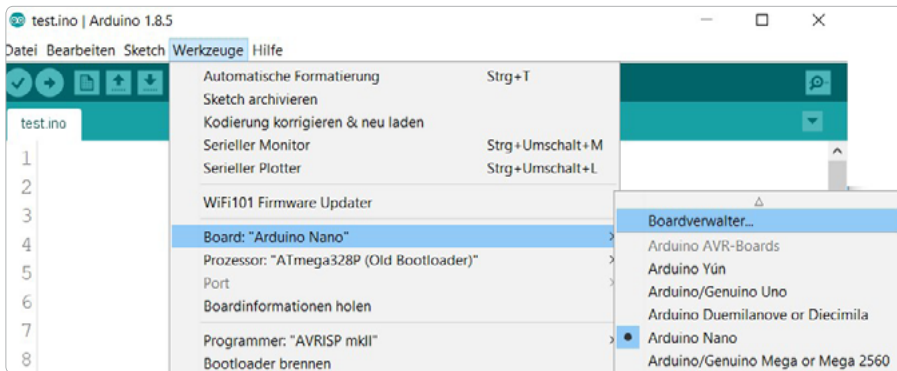 test.ino | Arduino 1.8.5
Datei Bearbeiten Sketch Werkzeuge Hilfe
test.ino
1
2
3
4
5
6
7
8
Automatische Formatierung Strg+T
Sketch archivieren
Kodierung korrigieren & neu laden
Serieller Monitor Strg+Umschalt+M
Serieller Plotter Strg+Umschalt+L
WiFi101 Firmware Updater
Board: "Arduino Nano"
Prozessor: "ATmega328P (Old Bootloader)"
Port
Boardinformationen holen
Programmer: "AVRISP mkII"
Bootloader brennen
Boardverwalter...
Arduino AVR-Boards
Arduino Yún
Arduino/Genuino Uno
Arduino Duemilanove or Diecimila
Arduino Nano
Arduino/Genuino Mega or Mega 2560